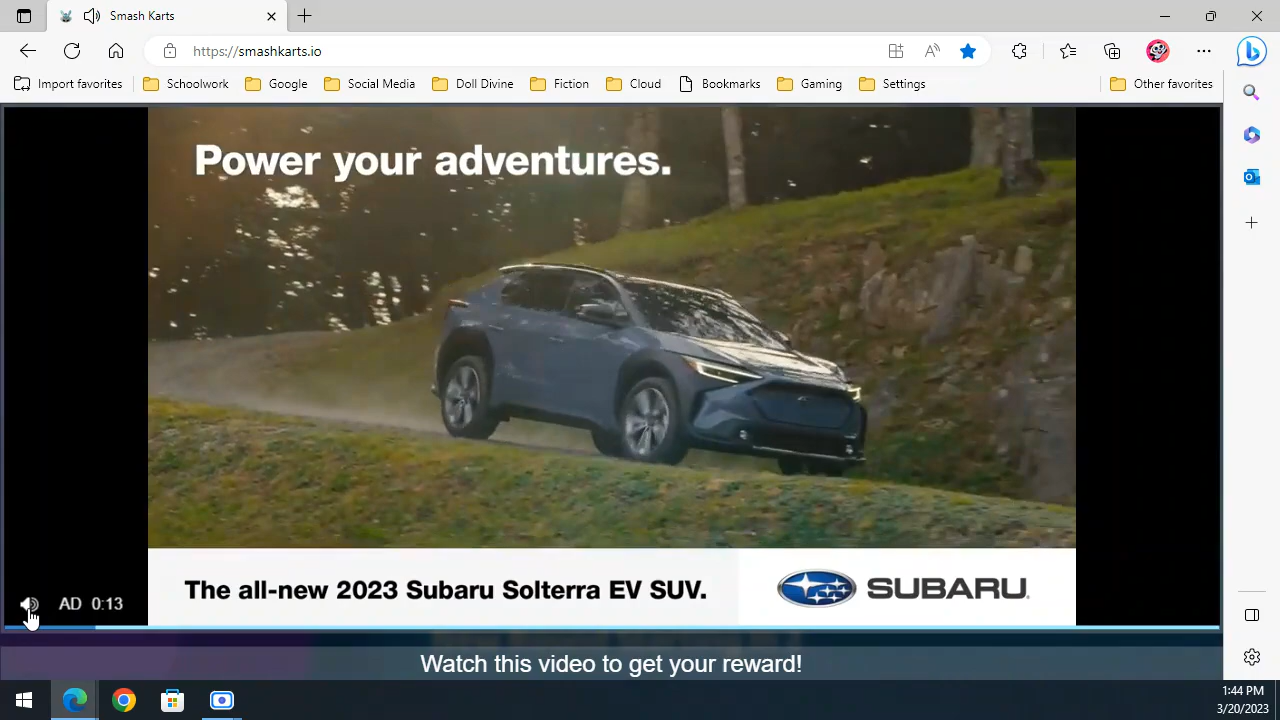 Smash Karts
https://smashkarts.io
Import favorites
Schoolwork
Google
Social Media
Doll Divine
Fiction
Cloud
Bookmarks
Gaming
Settings
Other favorites
Power your adventures.
The all-new 2023 Subaru Solterra EV SUV.
SUBARU
AD 0:13
Watch this video to get your reward!
1:44 PM
3/20/2023